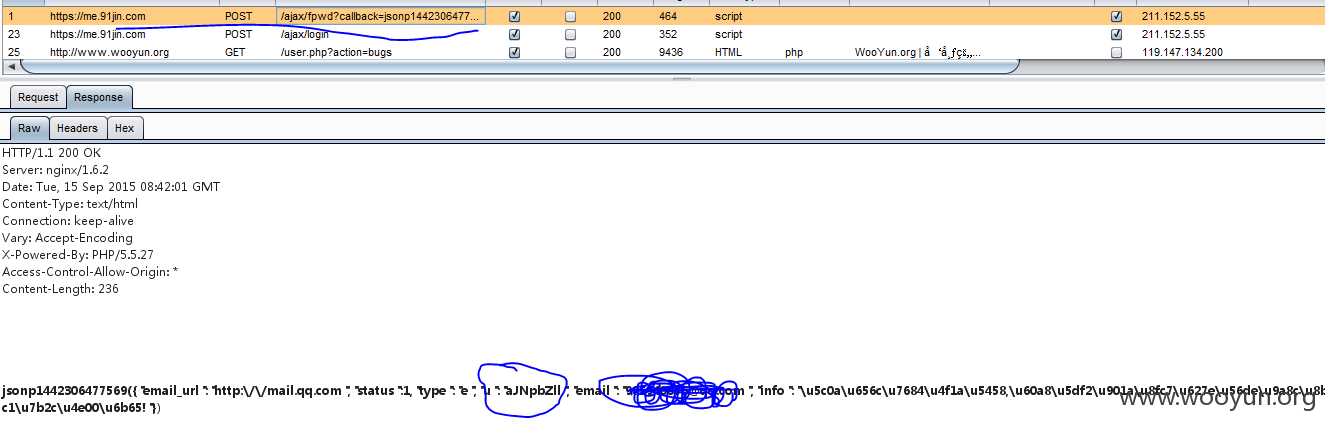 1 https://me.91jin.com POST /ajax/fpwd?callback=jsonp1442306477... 200 464 script 211.152.5.55
23 https://me.91jin.com POST /ajax/login 200 352 script 211.152.5.55
25 http://www.wooyun.org GET /user.php?action=bugs 200 9436 HTML php WooYun.org | 119.147.134.200
Request Response
Raw Headers Hex
HTTP/1.1 200 OK
Server: nginx/1.6.2
Date: Tue, 15 Sep 2015 08:42:01 GMT
Content-Type: text/html
Connection: keep-alive
Vary: Accept-Encoding
X-Powered-By: PHP/5.5.27
Access-Control-Allow-Origin: *
Content-Length: 236
jsonp1442306477569({ "email_url ": "http:\/\/mail.qq.com ", "status ":1, "type ": "e ", "u ": "aJNpbZll ", "email ": " com ", "info ": "\u5c0a\u656c\u7684\u4f1a\u5458,\u60a8\u5df2\u901a\u8fc7\u627e\u56de\u9a8c\u8b
c1\u7b2c\u4e00\u6b65! "})
www.wooyun.org